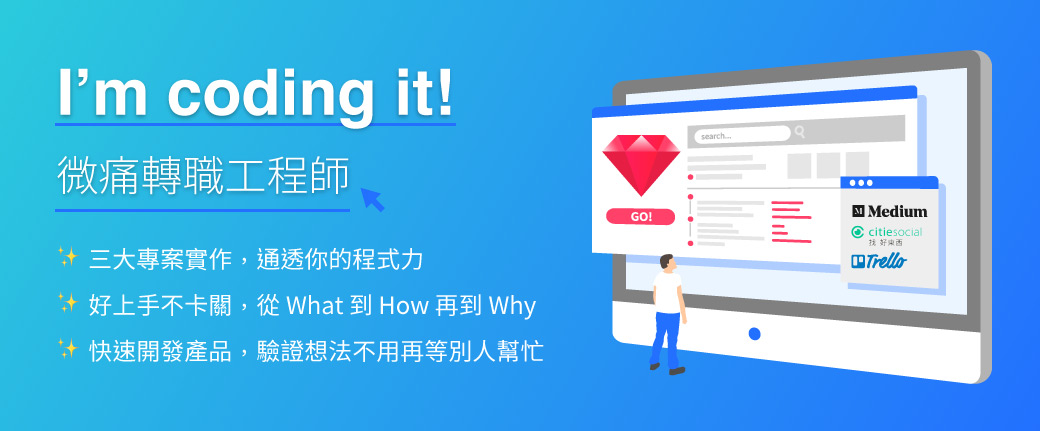 I'm coding it!
微痛轉職工程師
✨ 三大專案實作，通透你的程式力
✨ 好上手不卡關，從 What 到 How 再到 Why
✨ 快速開發產品，驗證想法不用再等別人幫忙
search...
GO!
Medium
citiesocial
找 好東西
Trello